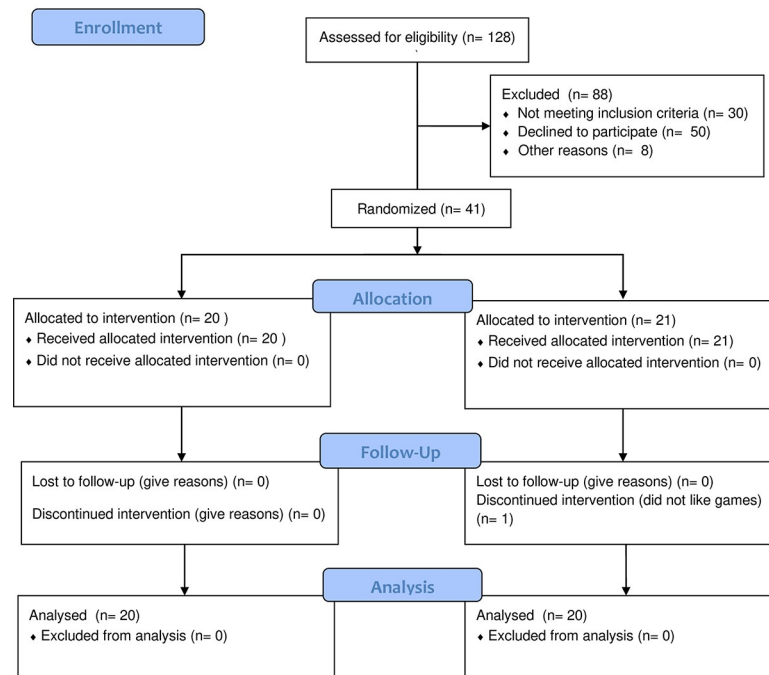 Enrollment
Assessed for eligibility (n= 128)
Excluded (n= 88)
♦ Not meeting inclusion criteria (n= 30)
♦ Declined to participate (n= 50)
♦ Other reasons (n= 8)
Randomized (n= 41)
Allocation
Allocated to intervention (n= 20 )
♦ Received allocated intervention (n= 20 )
♦ Did not receive allocated intervention (n= 0)
Allocated to intervention (n= 21)
♦ Received allocated intervention (n= 21)
♦ Did not receive allocated intervention (n= 0)
Follow-Up
Lost to follow-up (give reasons) (n= 0)
Discontinued intervention (give reasons) (n= 0)
Lost to follow-up (give reasons) (n= 0)
Discontinued intervention (did not like games)
(n= 1)
Analysis
Analysed (n= 20)
♦ Excluded from analysis (n= 0)
Analysed (n= 20)
♦ Excluded from analysis (n= 0)